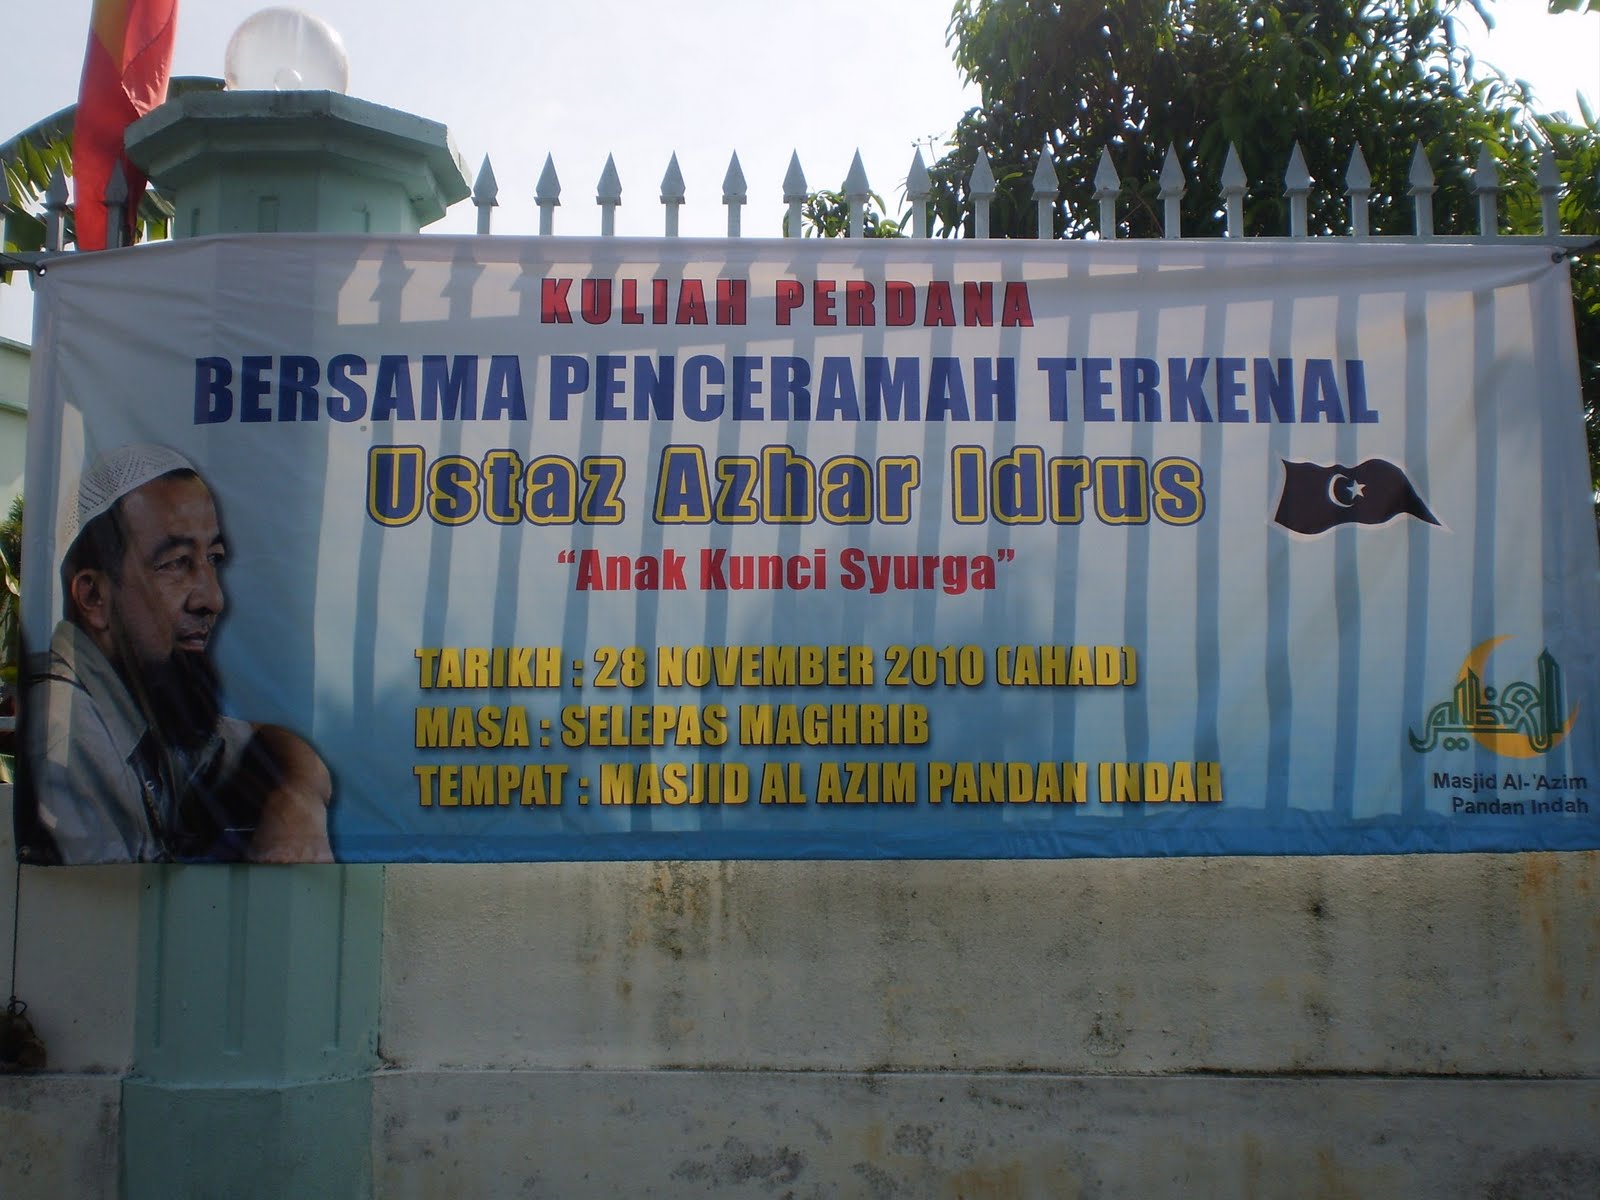 KULIAH PERDANA
BERSAMA PENCERAMAH TERKENAL
Ustaz Azhar Idrus
“Anak Kunci Syurga”
TARIKH : 28 NOVEMBER 2010 (AHAD)
MASA : SELEPAS MAGHRIB
TEMPAT : MASJID AL AZIM PANDAN INDAH
العظيم
Masjid Al-'Azim
Pandan Indah